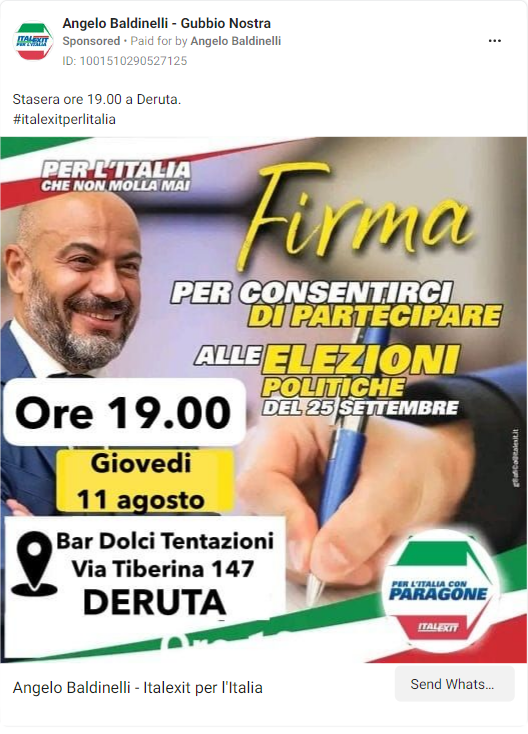 Angelo Baldinelli - Gubbio Nostra
Sponsored • Paid for by Angelo Baldinelli
ID: 1001510290527125
Stasera ore 19.00 a Deruta.
#italexitperlitalia
PER L'ITALIA
CHE NON MOLLA MAI
Firma
PER CONSENTIRCI
DI PARTECIPARE
ALLE ELEZIONI
POLITICHE
DEL 25 SETTEMBRE
Ore 19.00
Giovedi
11 agosto
Bar Dolci Tentazioni
Via Tiberina 147
DERUTA
PER L'ITALIA CON
PARAGONE
ITALEXIT
Angelo Baldinelli - Italexit per l'Italia
Send Whats...